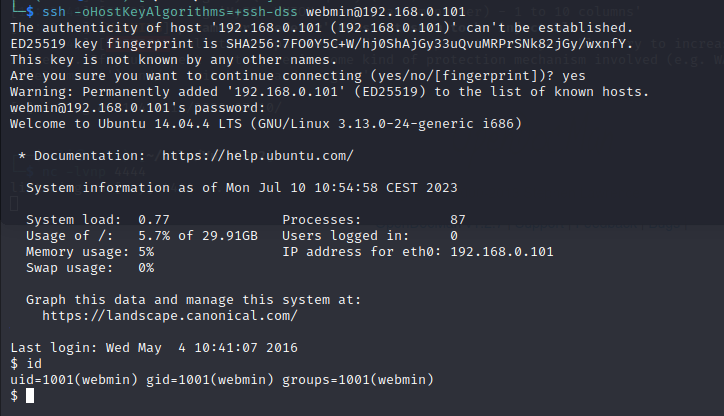 └─$ ssh -oHostKeyAlgorithms=+ssh-dss webmin@192.168.0.101
The authenticity of host '192.168.0.101 (192.168.0.101)' can't be established.
ED25519 key fingerprint is SHA256:7FO0Y5C+W/hj0ShAjGy33uQvuMRPrSNk82jGy/wxnfY.
This key is not known by any other names.
Are you sure you want to continue connecting (yes/no/[fingerprint])? yes
Warning: Permanently added '192.168.0.101' (ED25519) to the list of known hosts.
webmin@192.168.0.101's password:
Welcome to Ubuntu 14.04.4 LTS (GNU/Linux 3.13.0-24-generic i686)
* Documentation:  https://help.ubuntu.com/
System information as of Mon Jul 10 10:54:58 CEST 2023
System load:  0.77              Processes:           87
Usage of /:   5.7% of 29.91GB   Users logged in:     0
Memory usage: 5%                IP address for eth0: 192.168.0.101
Swap usage:   0%
Graph this data and manage this system at:
https://landscape.canonical.com/
Last login: Wed May  4 10:41:07 2016
$ id
uid=1001(webmin) gid=1001(webmin) groups=1001(webmin)
$